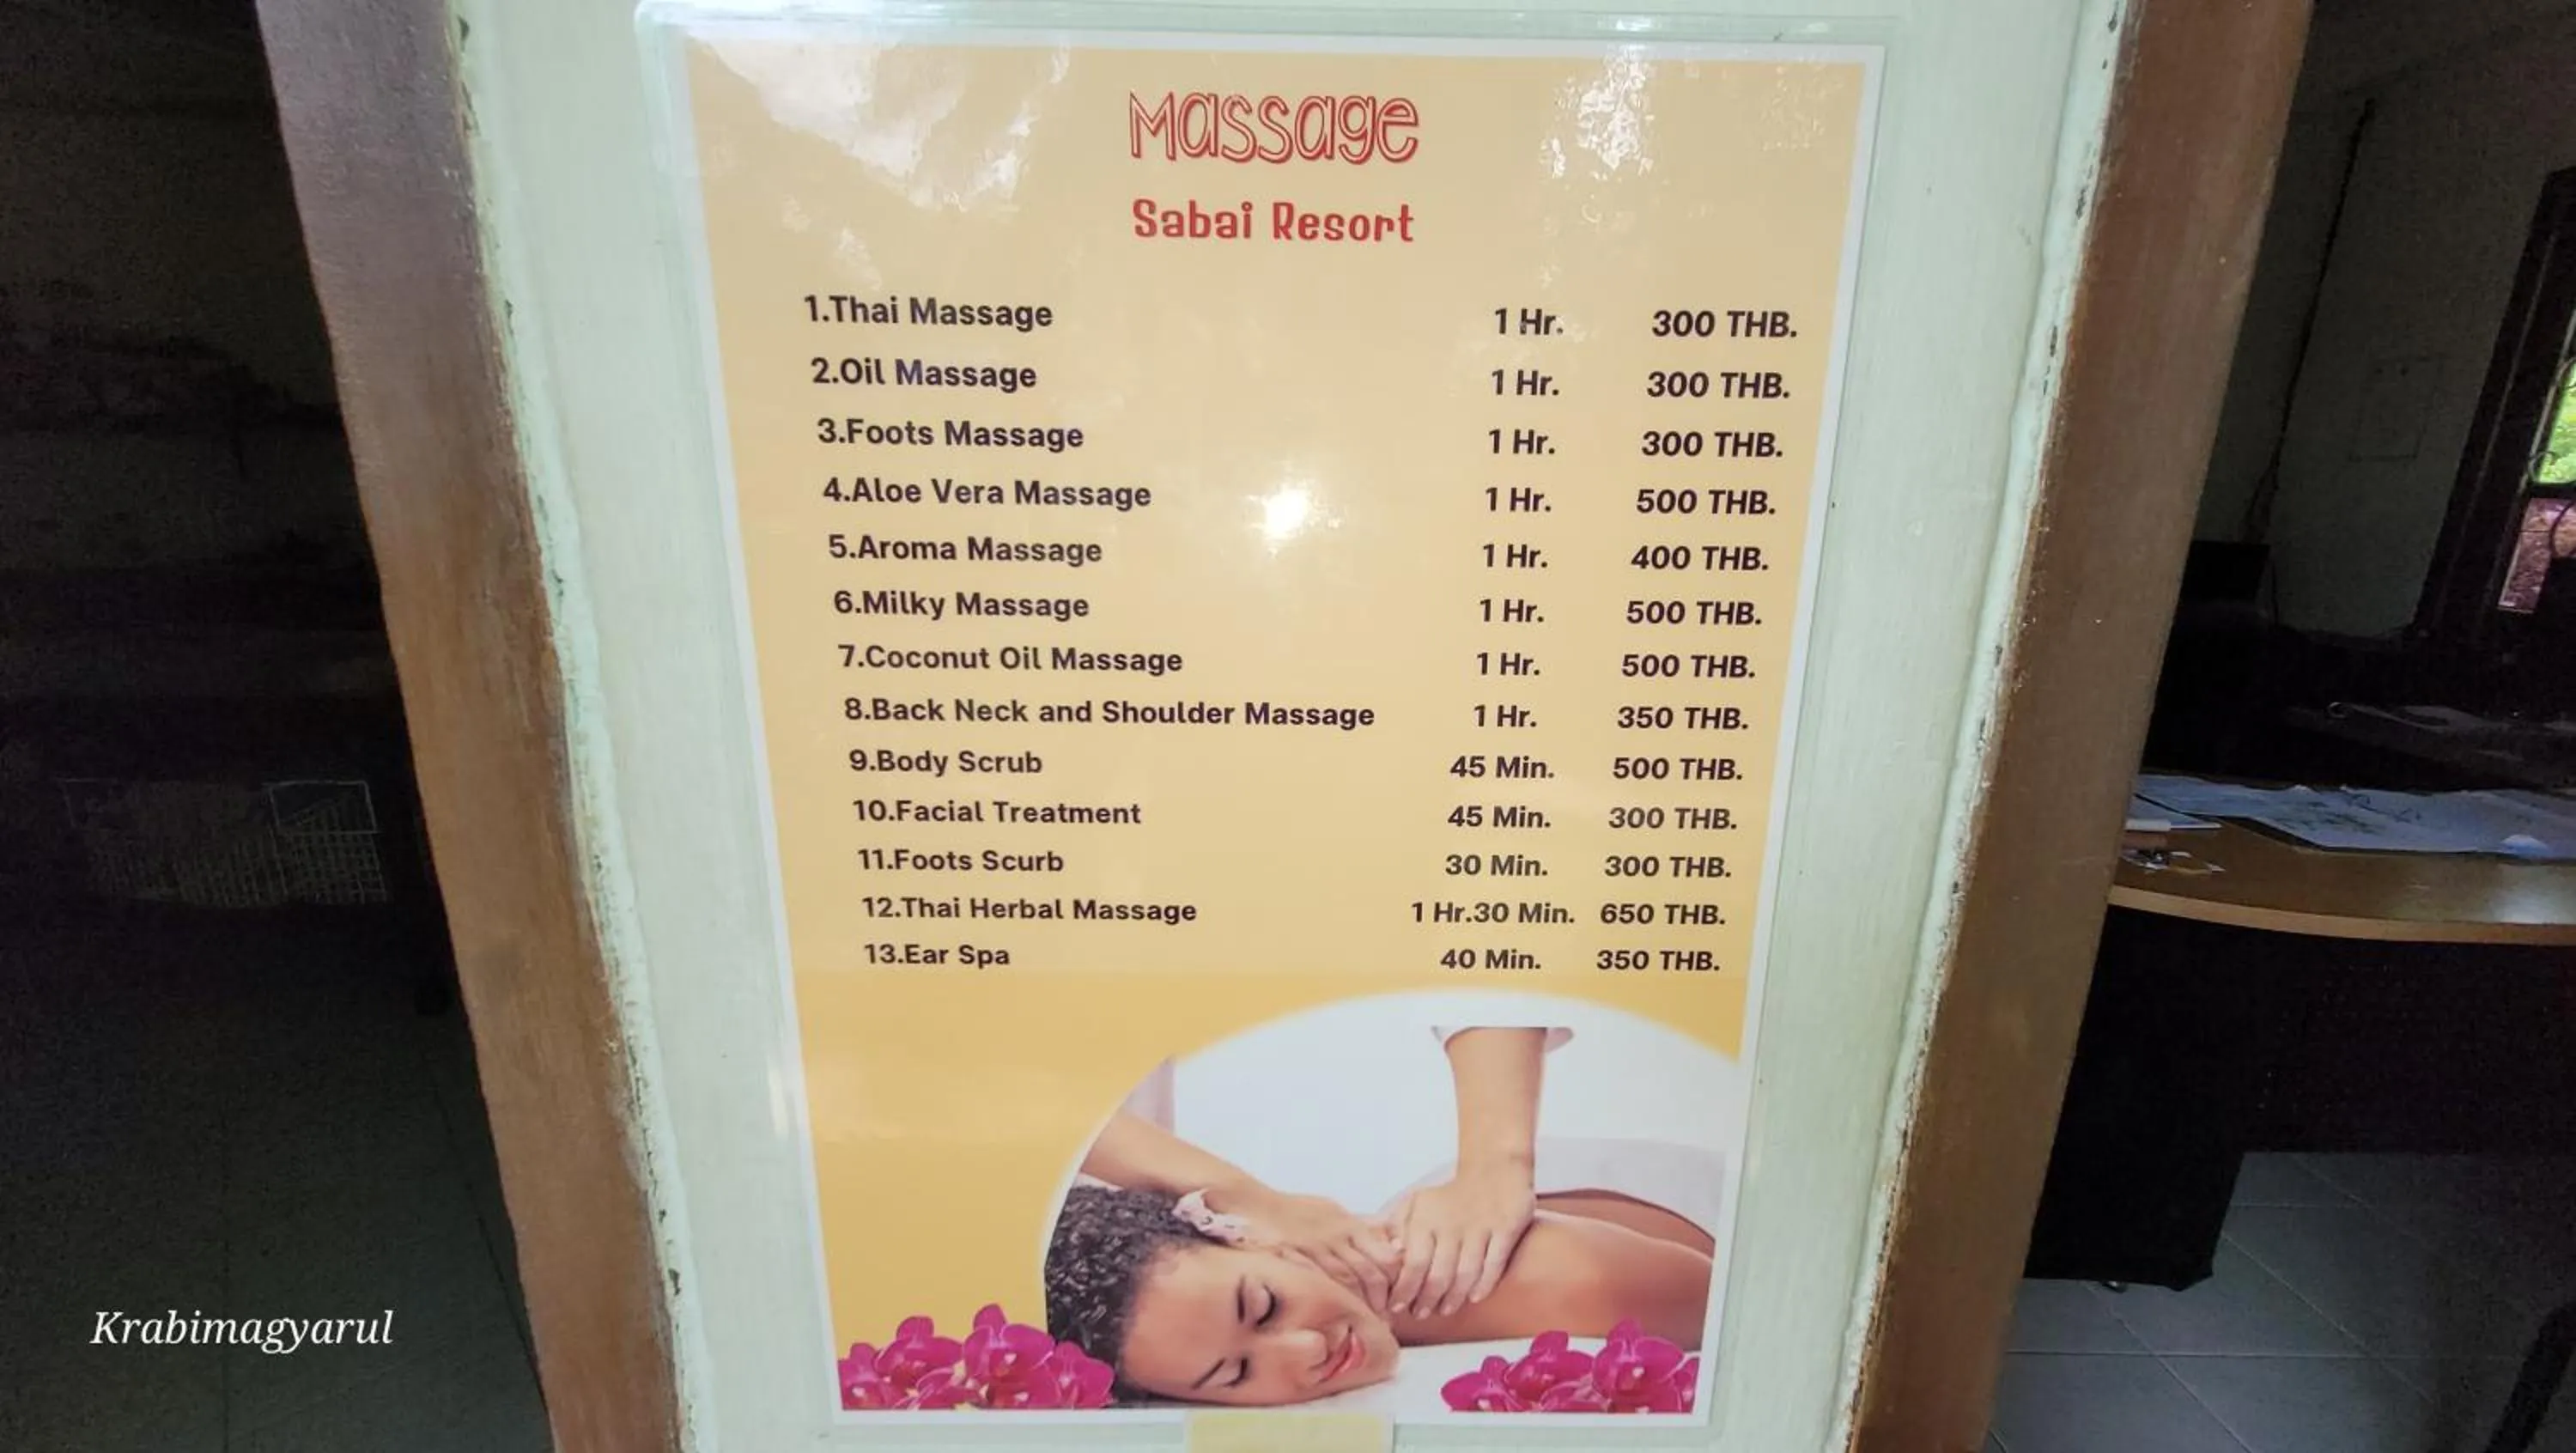 Massage
Sabai Resort
1.Thai Massage 1 Hr. 300 THB.
2.Oil Massage 1 Hr. 300 THB.
3.Foots Massage 1 Hr. 300 THB.
4.Aloe Vera Massage 1 Hr. 500 THB.
5.Aroma Massage 1 Hr. 400 THB.
6.Milky Massage 1 Hr. 500 THB.
7.Coconut Oil Massage 1 Hr. 500 THB.
8.Back Neck and Shoulder Massage 1 Hr. 350 THB.
9.Body Scrub 45 Min. 500 THB.
10.Facial Treatment 45 Min. 300 THB.
11.Foots Scurb 30 Min. 300 THB.
12.Thai Herbal Massage 1 Hr.30 Min. 650 THB.
13.Ear Spa 40 Min. 350 THB.
Krabimagyarul